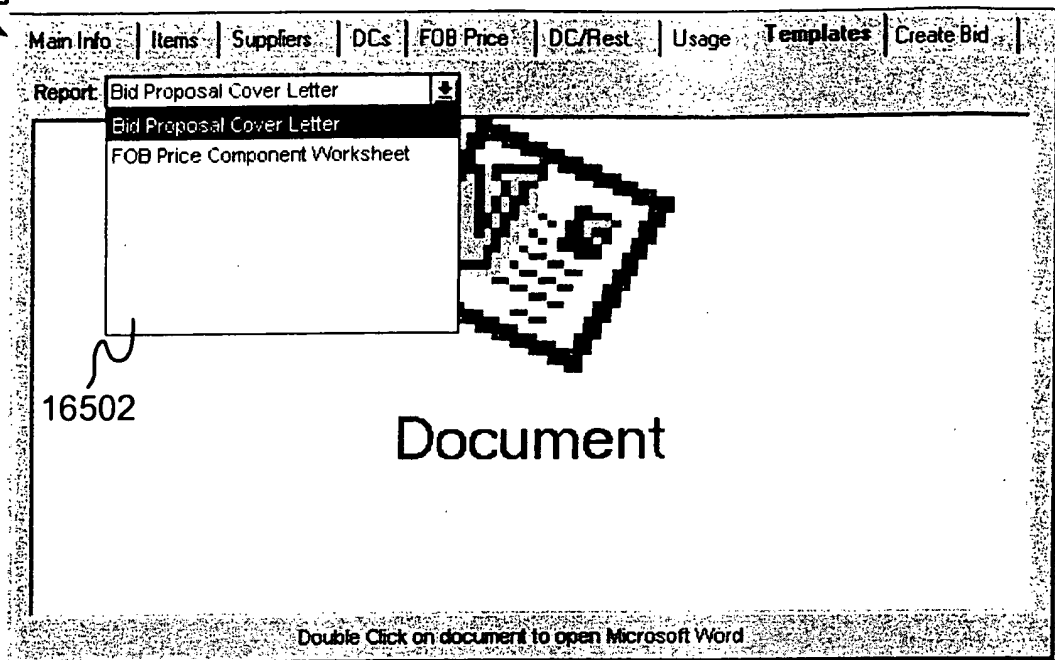 Main Info Items Suppliers DCs FOB Price DC/Rest. Usage Templates Create Bid
Report: Bid Proposal Cover Letter
Bid Proposal Cover Letter
FOB Price Component Worksheet
16502
Document
Double Click on document to open Microsoft Word